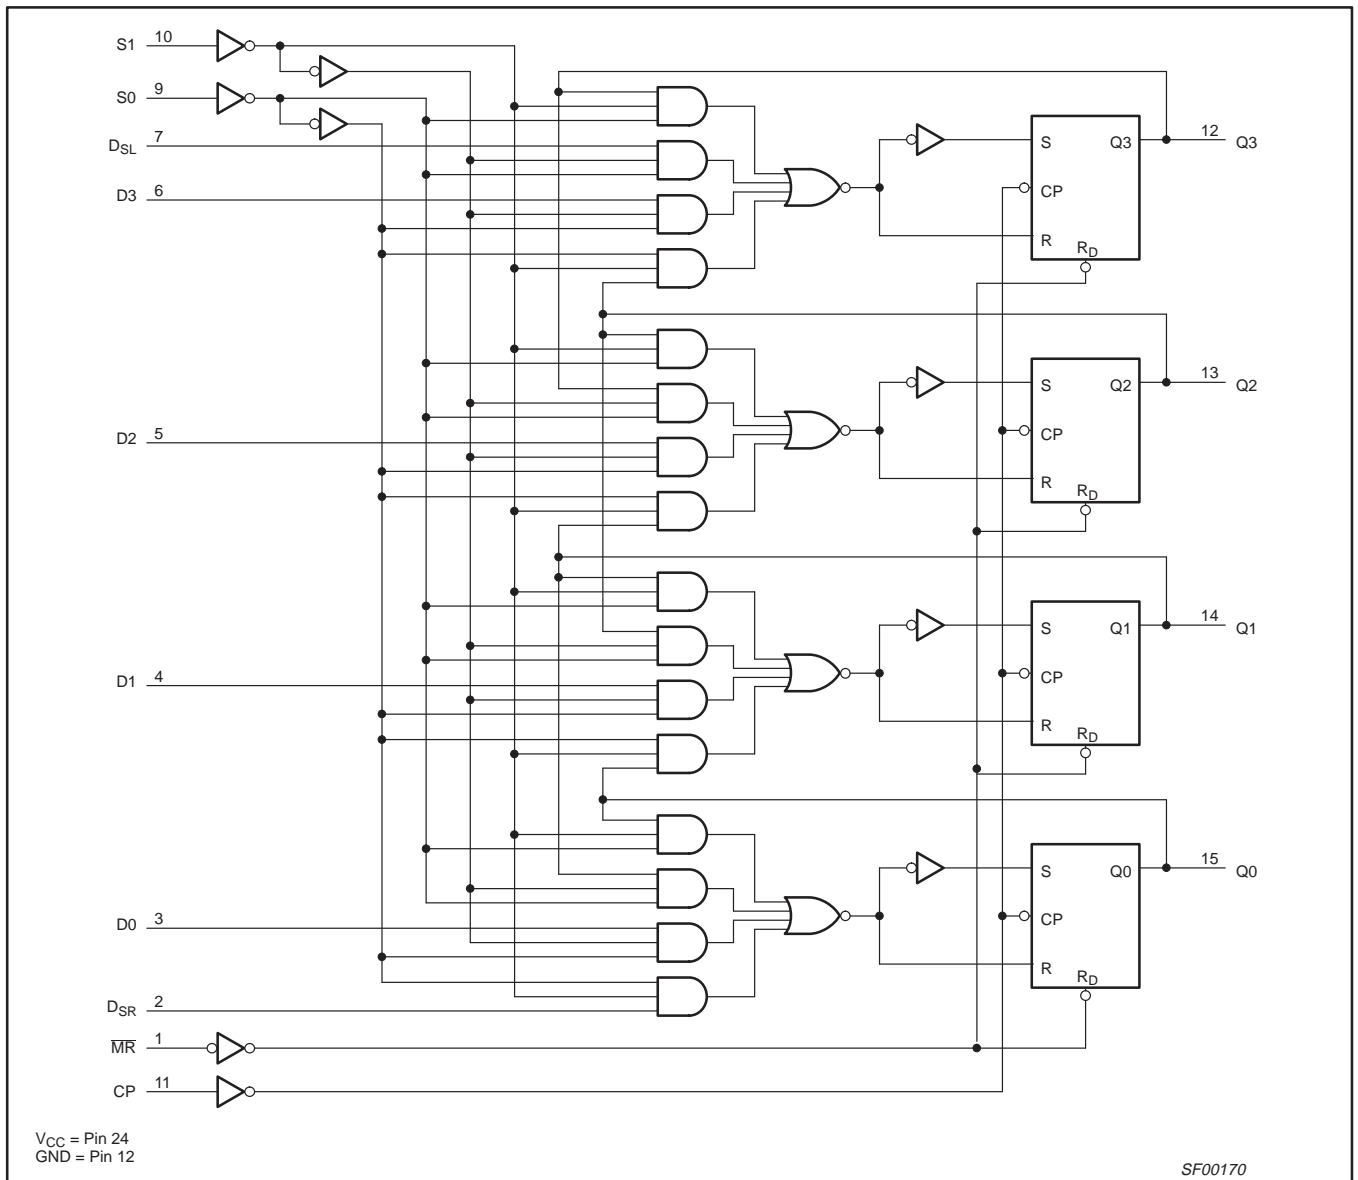 S1 10
S0 9
DSL 7
D3 6
S Q3 12 Q3
CP
R RD
S Q2 13 Q2
D2 5
CP
R RD
S Q1 14 Q1
D1 4
CP
R RD
S Q0 15 Q0
D0 3
CP
R RD
DSR 2
MR 1
CP 11
VCC = Pin 24
GND = Pin 12
SF00170